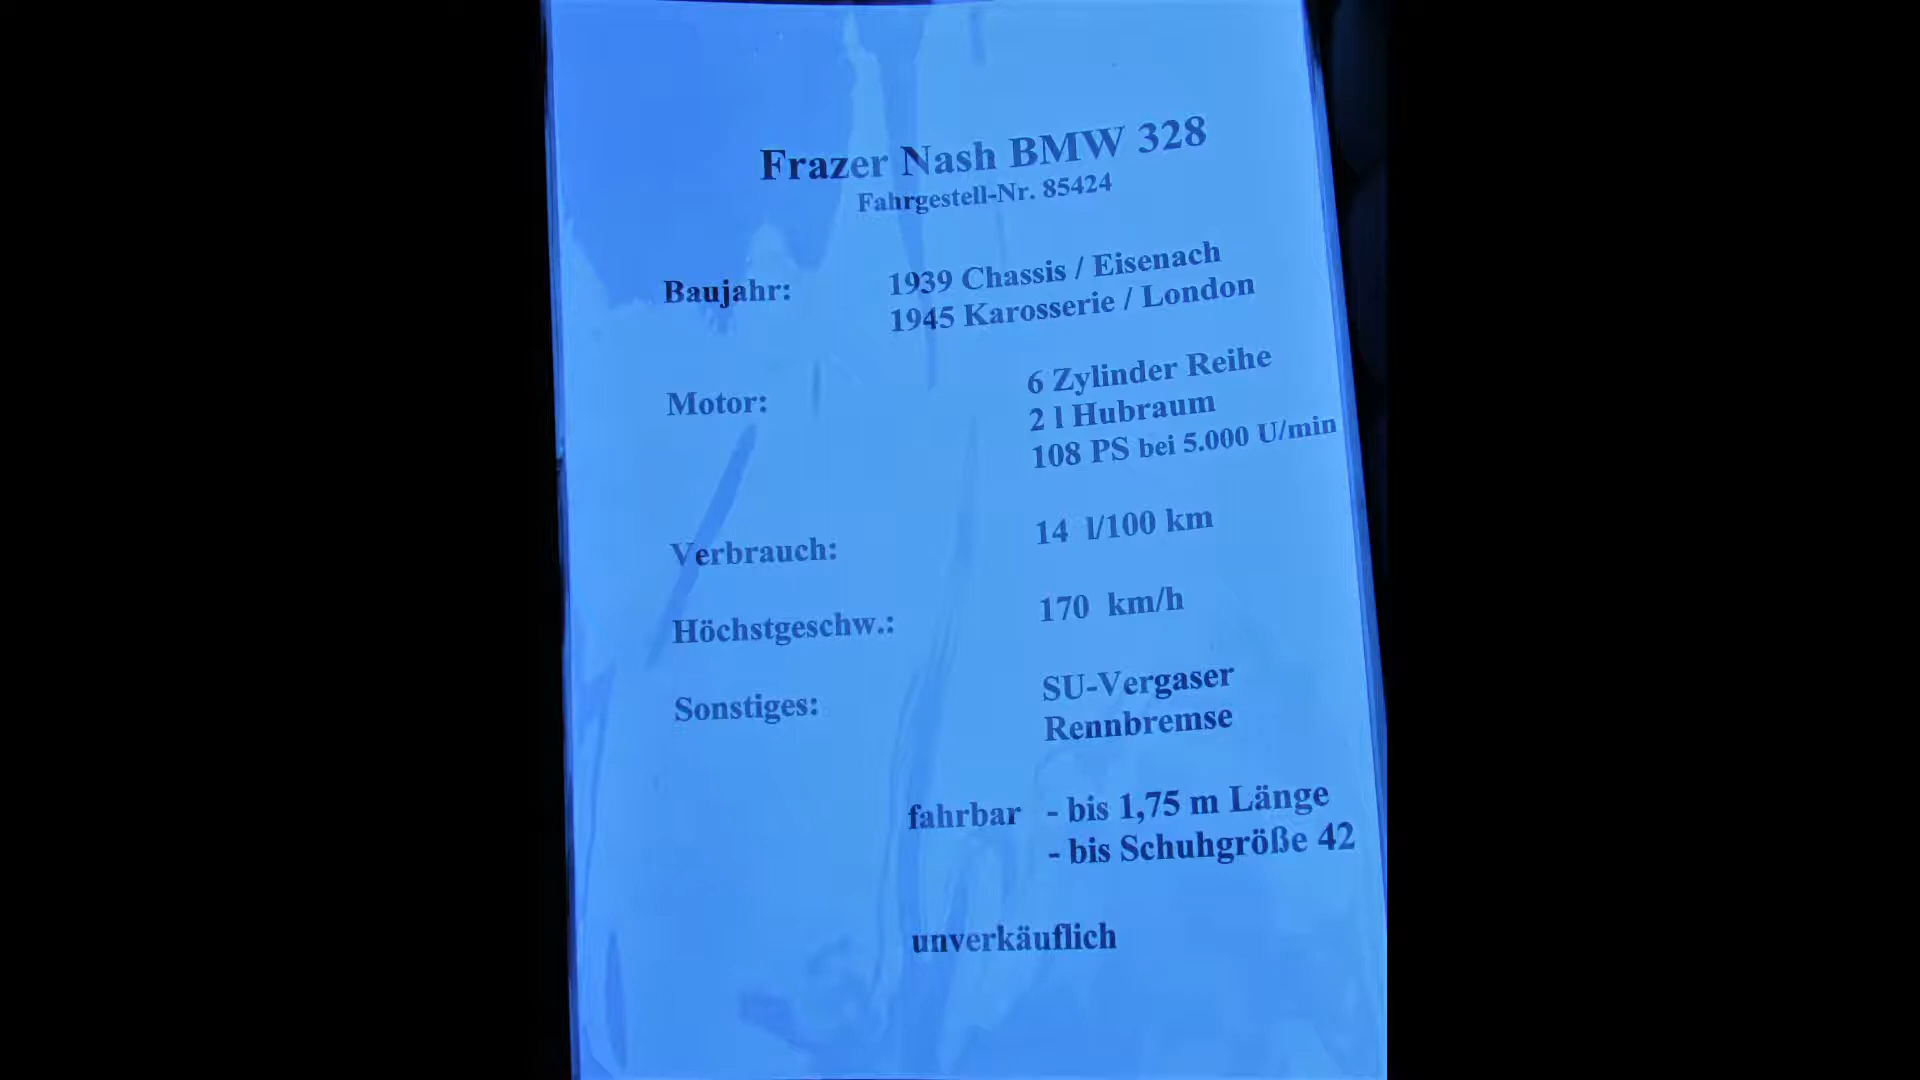 Frazer Nash BMW 328
Fahrgestell-Nr. 85424
Baujahr: 1939 Chassis / Eisenach
1945 Karosserie / London
Motor: 6 Zylinder Reihe
2 l Hubraum
108 PS bei 5.000 U/min
Verbrauch: 14 l/100 km
Höchstgeschw.: 170 km/h
Sonstiges: SU-Vergaser
Rennbremse
fahrbar - bis 1,75 m Länge
- bis Schuhgröße 42
unverkäuflich